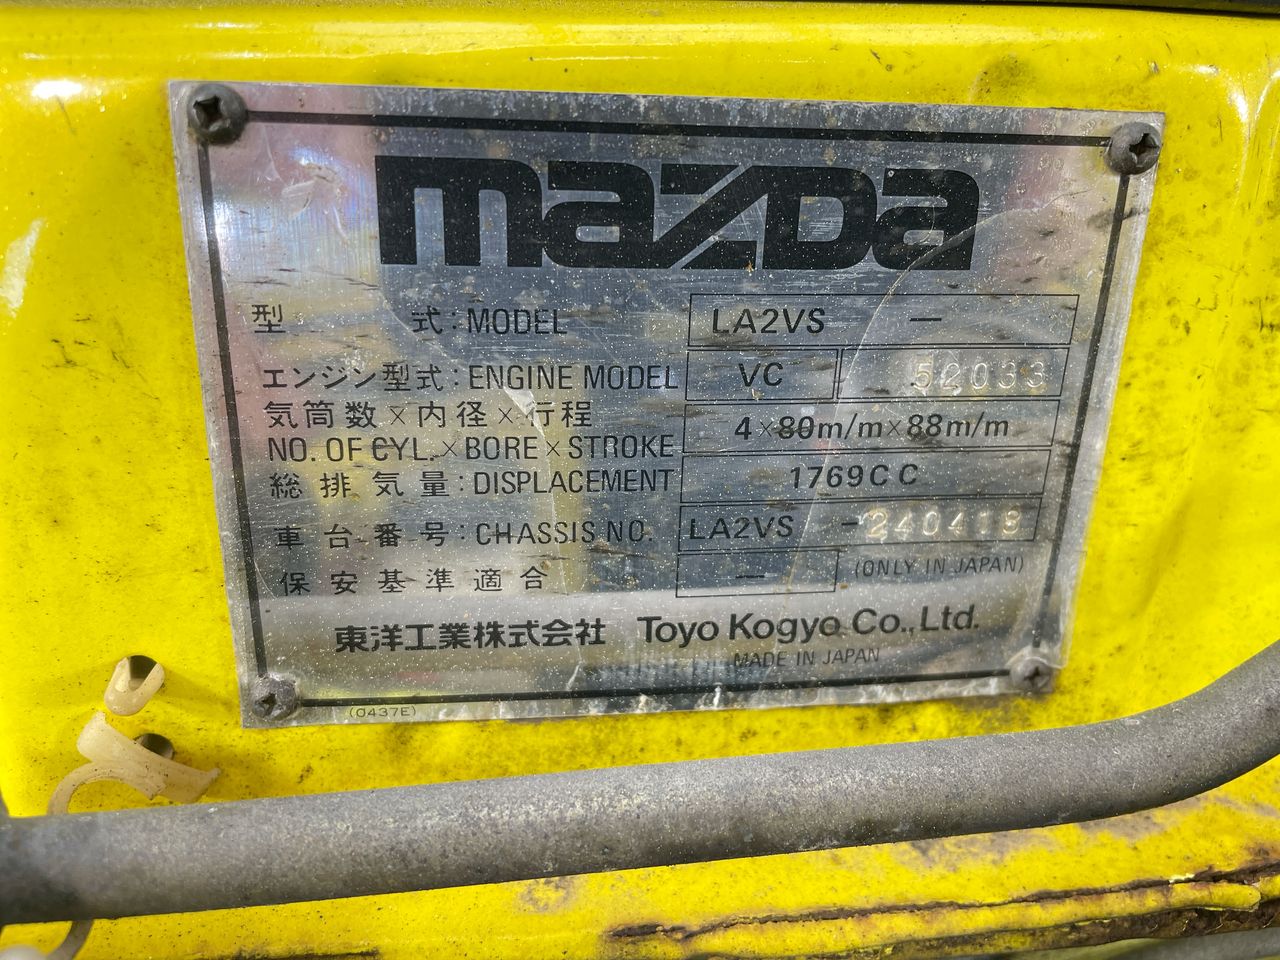 mazda
型 式:MODEL LA2VS —
エンジン型式:ENGINE MODEL VC 52033
気筒数×内径×行程
NO. OF CYL.×BORE×STROKE 4×80m/m×88m/m
総排気量:DISPLACEMENT 1769CC
車台番号:CHASSIS NO. LA2VS -240418
保安基準適合 — (ONLY IN JAPAN)
東洋工業株式会社 Toyo Kogyo Co., Ltd.
MADE IN JAPAN
(0437E)